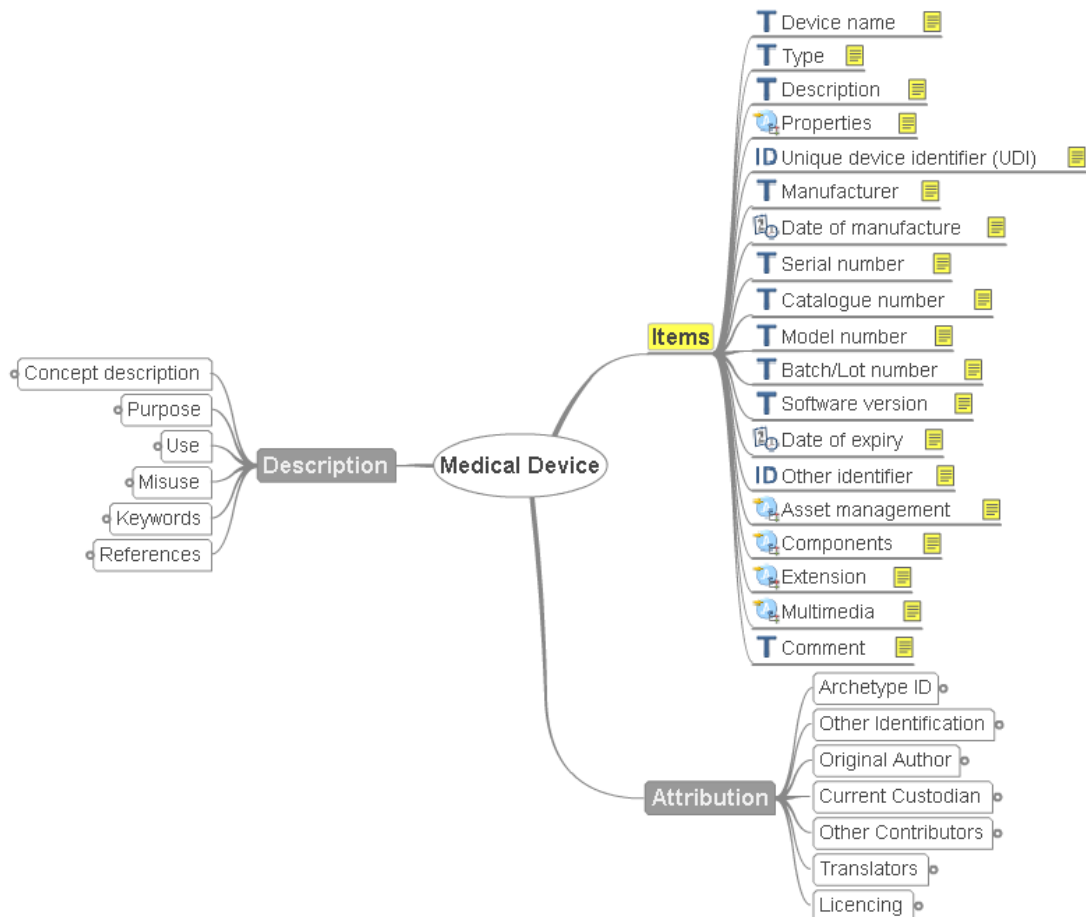 Device name
Type
Description
Properties
ID Unique device identifier (UDI)
Manufacturer
Date of manufacture
Serial number
Catalogue number
Items
Model number
Batch/Lot number
Software version
Date of expiry
ID Other identifier
Asset management
Components
Extension
Multimedia
Comment
Concept description
Purpose
Use
Misuse
Keywords
References
Description
Medical Device
Attribution
Archetype ID
Other Identification
Original Author
Current Custodian
Other Contributors
Translators
Licencing